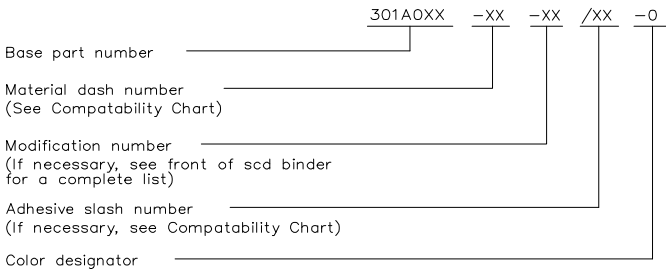 301A0XX -XX -XX /XX -0
Base part number
Material dash number
(See Compatability Chart)
Modification number
(If necessary, see front of scd binder
for a complete list)
Adhesive slash number
(If necessary, see Compatability Chart)
Color designator